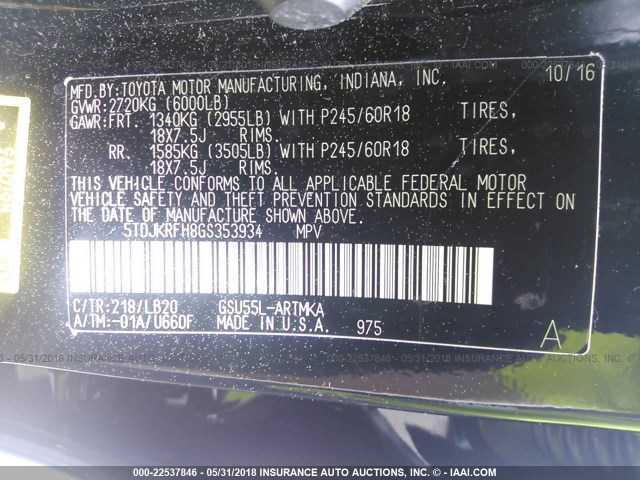 MFD.BY:TOYOTA MOTOR MANUFACTURING, INDIANA, INC. 10/16
GVWR:2720KG (6000LB)
GAWR:FRT. 1340KG (2955LB) WITH P245/60R18 TIRES,
18X7.5J RIMS.
RR. 1585KG (3505LB) WITH P245/60R18 TIRES,
18X7.5J RIMS.
THIS VEHICLE CONFORMS TO ALL APPLICABLE FEDERAL MOTOR
VEHICLE SAFETY AND THEFT PREVENTION STANDARDS IN EFFECT
ON THE DATE OF MANUFACTURE SHOWN ABOVE.
5TDJKRFH8GS353934 MPV
C/TR:218/LB20 GSU55L-ARTMKA
A/TM:-01A/U660F MADE IN U.S.A. 975 A
000-22537846 - 05/31/2018 INSURANCE AUTO AUCTIONS INC. - © IAAI.COM